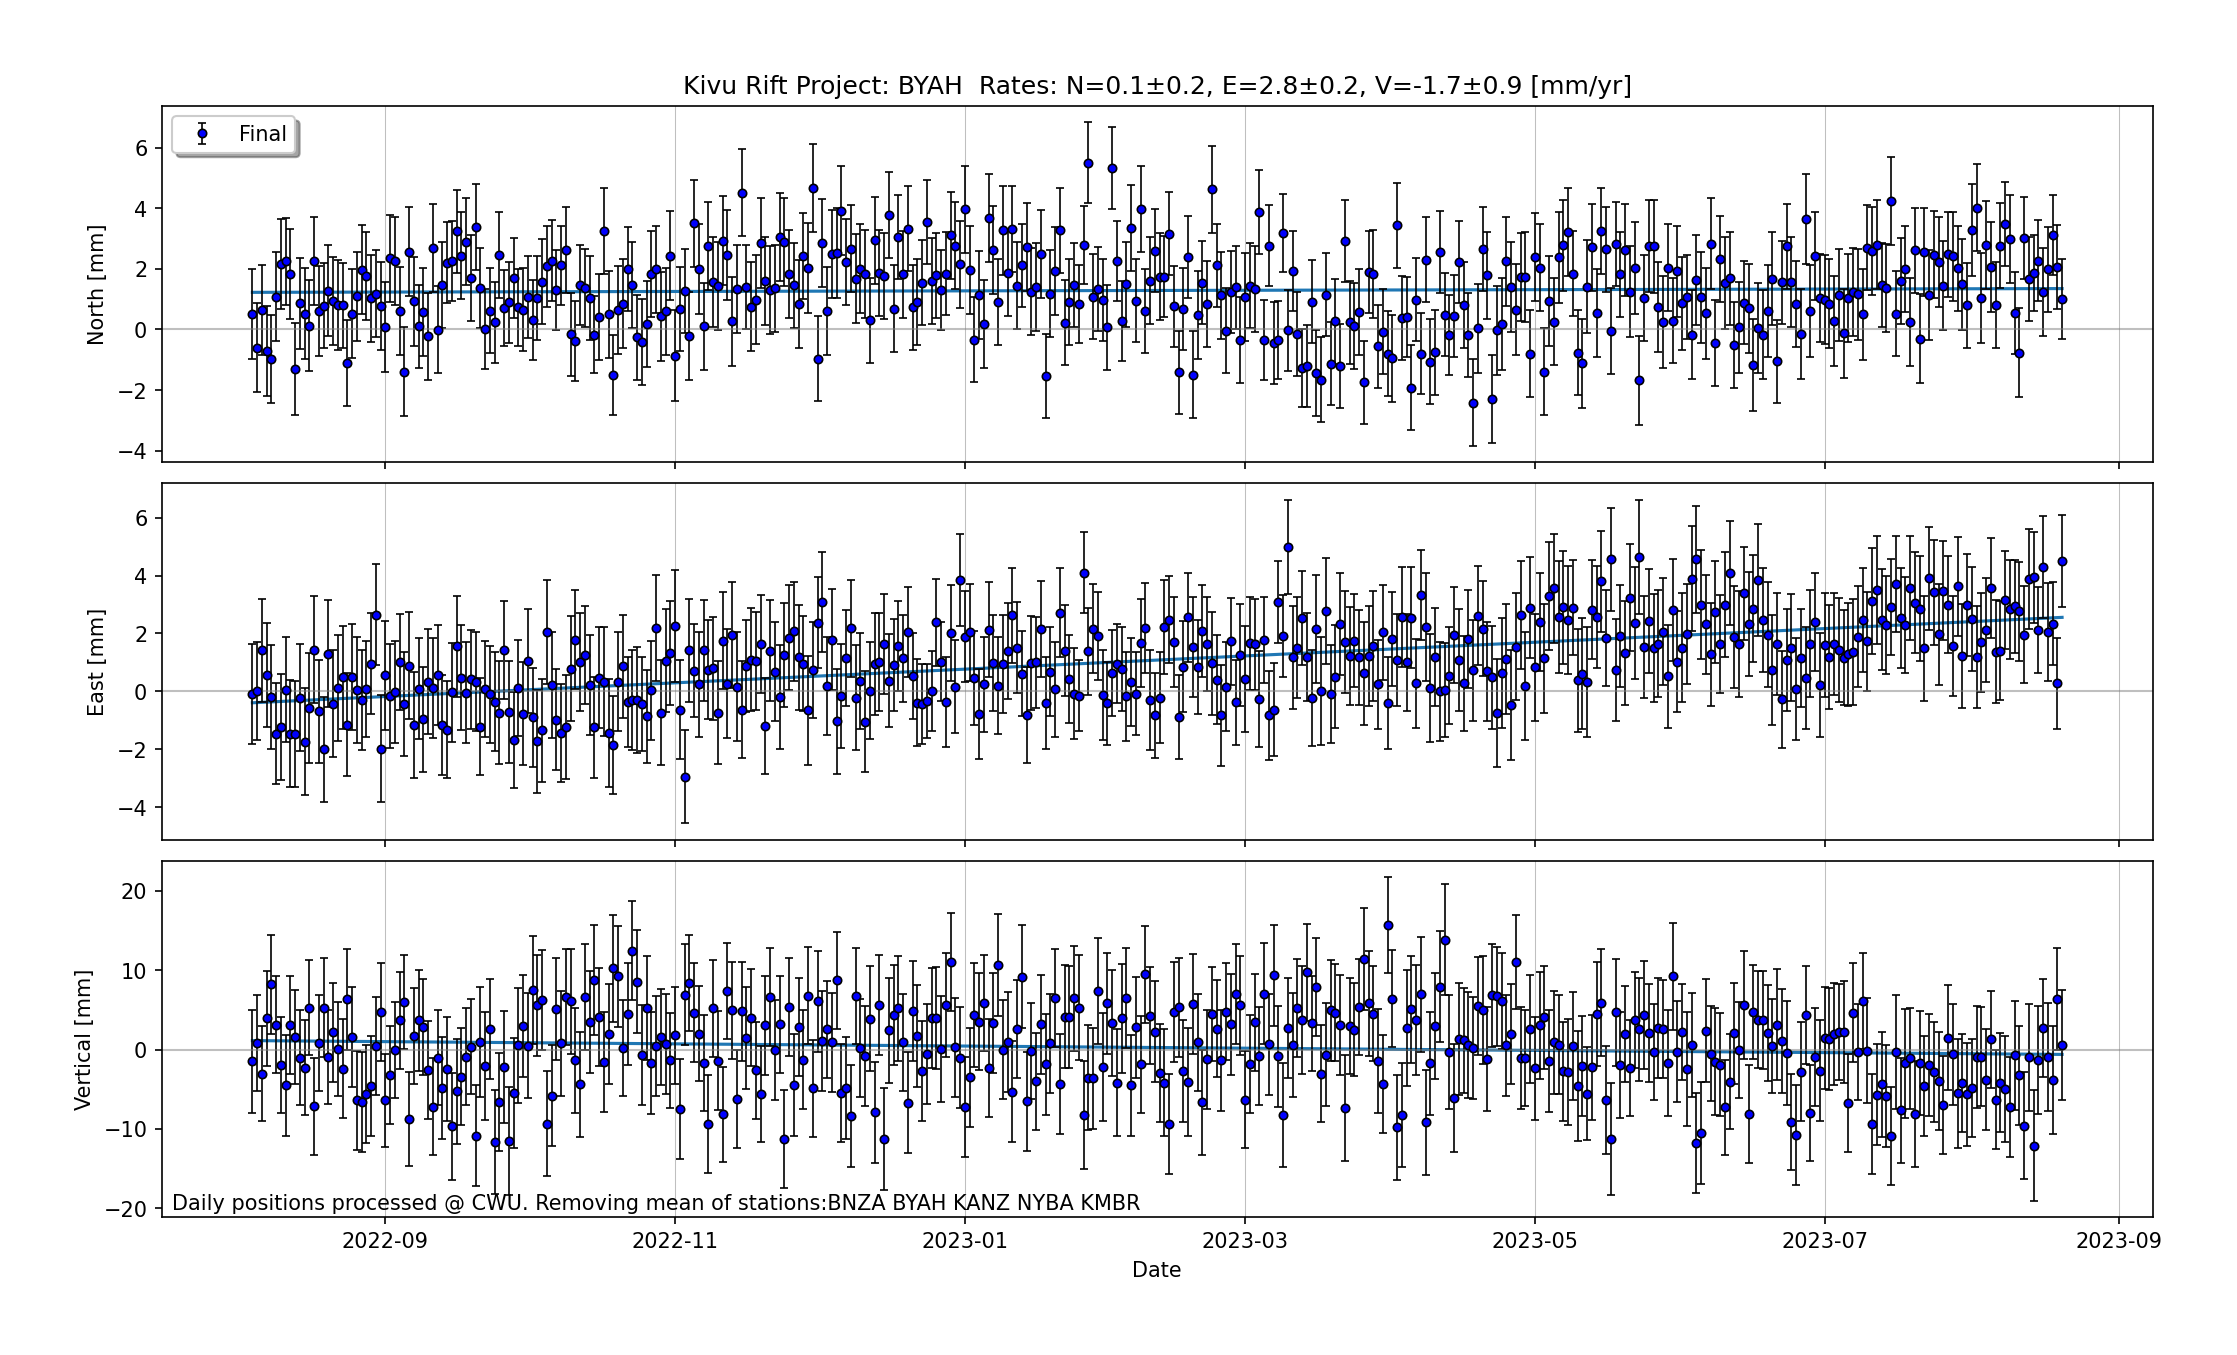 Kivu Rift Project: BYAH  Rates: N=0.1±0.2, E=2.8±0.2, V=-1.7±0.9 [mm/yr]
Final
North [mm]
6
4
2
0
−2
−4
East [mm]
6
4
2
0
−2
−4
Vertical [mm]
20
10
0
−10
−20
Daily positions processed @ CWU. Removing mean of stations:BNZA BYAH KANZ NYBA KMBR
2022-09 2022-11 2023-01 2023-03 2023-05 2023-07 2023-09
Date